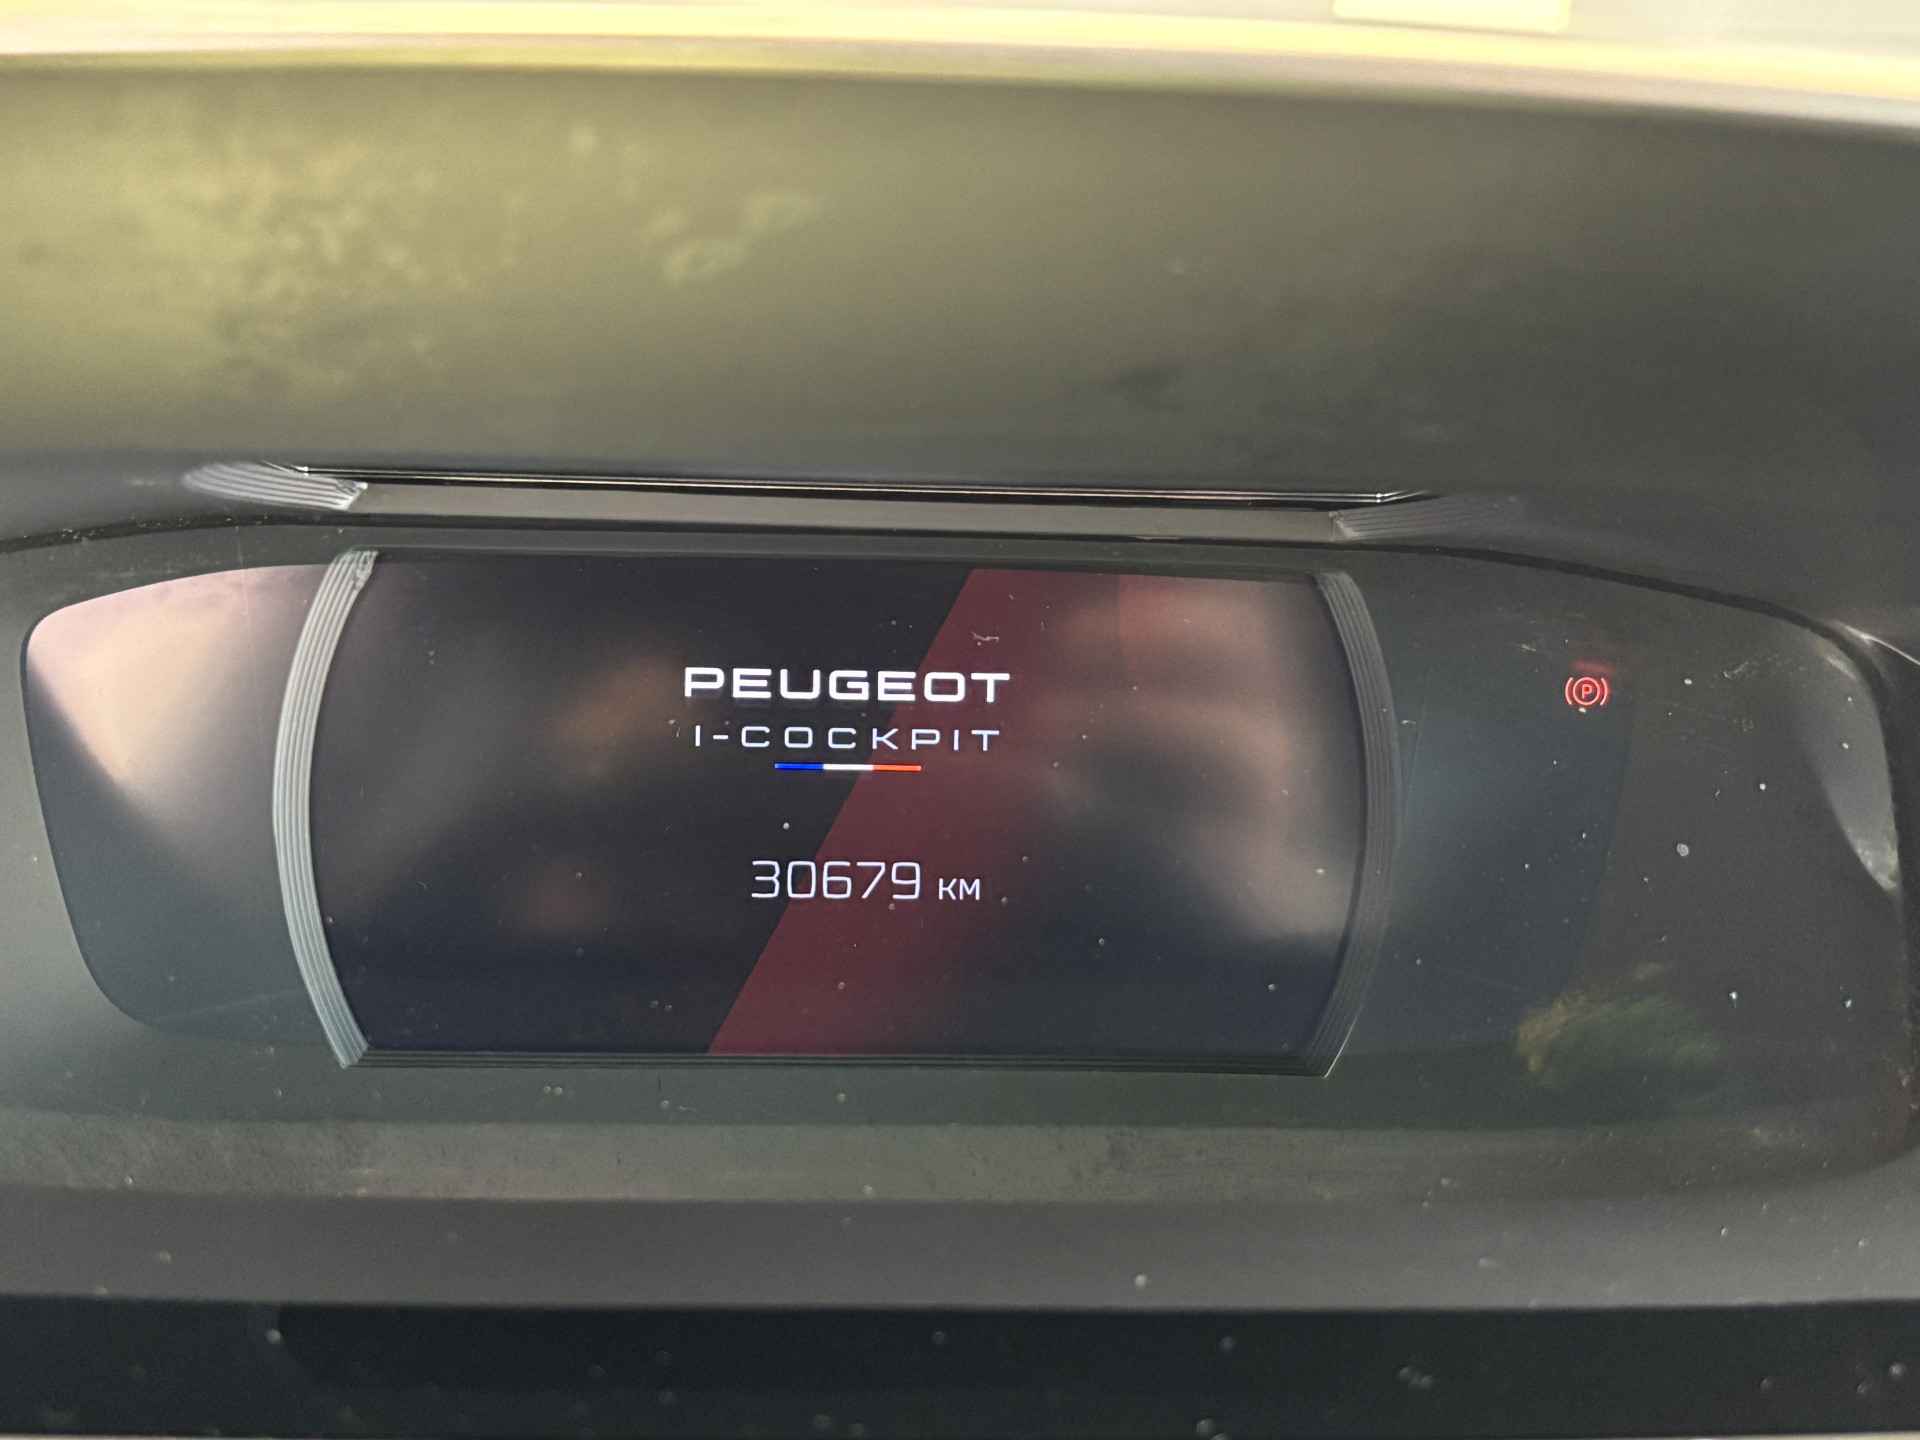 PEUGEOT
I-COCKPIT
30679 KM
P